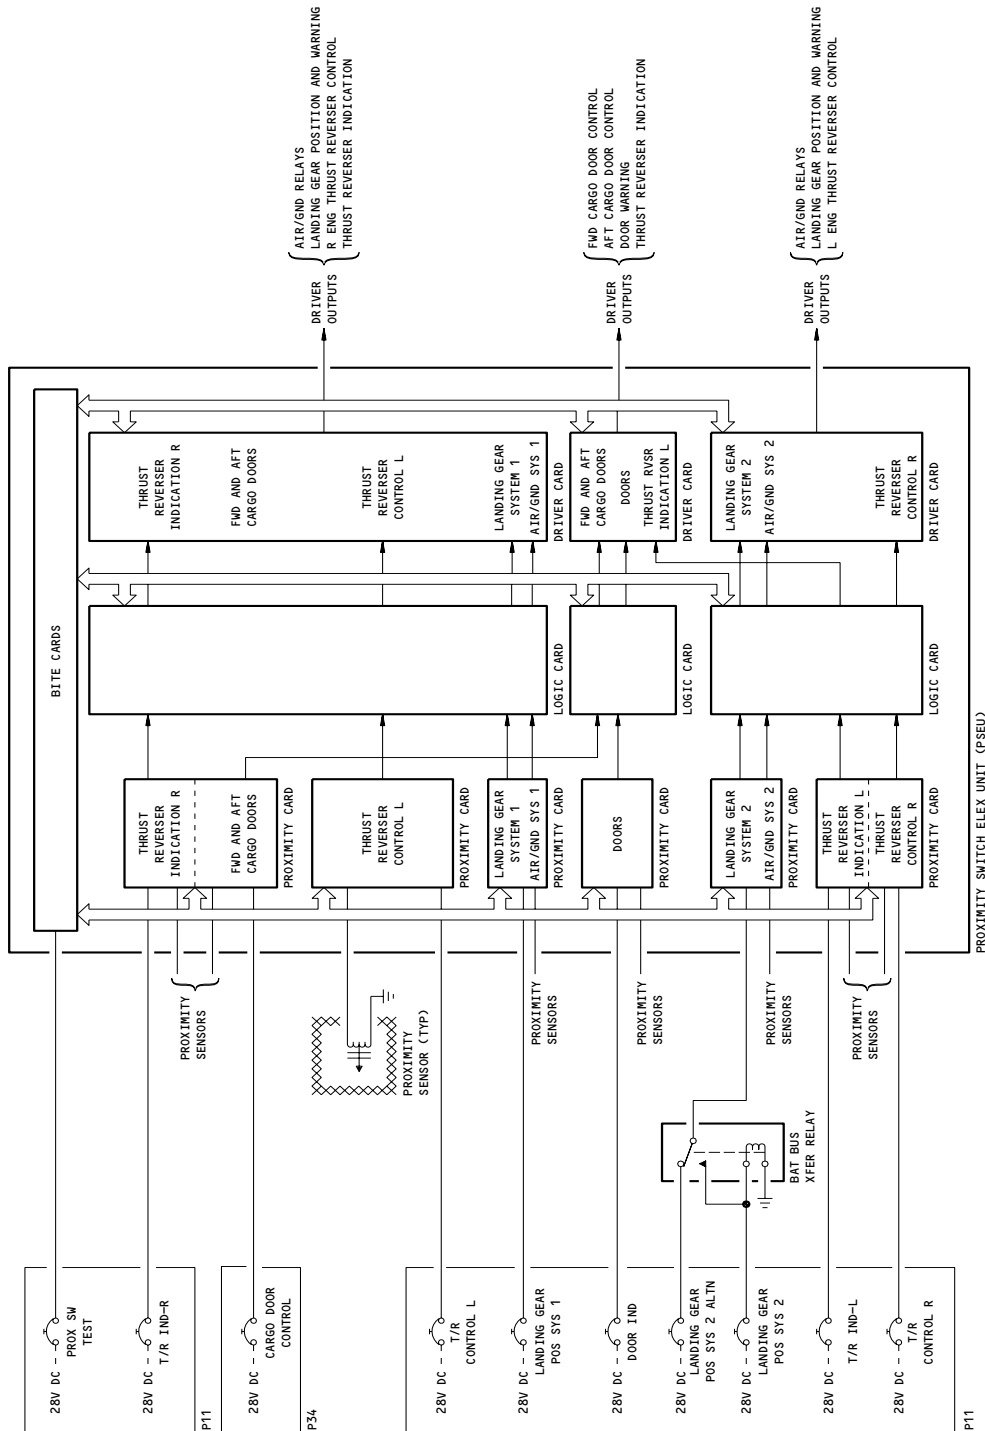 28V DC
PROX SW
TEST
28V DC
T/R IND-R
P11
28V DC
CARGO DOOR
CONTROL
P34
28V DC
T/R
CONTROL L
28V DC
LANDING GEAR
POS SYS 1
28V DC
DOOR IND
28V DC
LANDING GEAR
POS SYS 2 ALTN
28V DC
LANDING GEAR
POS SYS 2
28V DC
T/R IND-L
28V DC
T/R
CONTROL R
P11
BAT BUS
XFER RELAY
PROXIMITY
SENSORS
PROXIMITY
SENSOR (TYP)
PROXIMITY
SENSORS
PROXIMITY
SENSORS
PROXIMITY
SENSORS
PROXIMITY
SENSORS
BITE CARDS
THRUST
REVERSER
INDICATION R
FWD AND AFT
CARGO DOORS
PROXIMITY CARD
THRUST
REVERSER
CONTROL L
PROXIMITY CARD
LANDING GEAR
SYSTEM 1
AIR/GND SYS 1
PROXIMITY CARD
DOORS
PROXIMITY CARD
LANDING GEAR
SYSTEM 2
AIR/GND SYS 2
PROXIMITY CARD
THRUST
REVERSER
INDICATION L
THRUST
REVERSER
CONTROL R
PROXIMITY CARD
LOGIC CARD
LOGIC CARD
LOGIC CARD
THRUST
REVERSER
INDICATION R
FWD AND AFT
CARGO DOORS
THRUST
REVERSER
CONTROL L
LANDING GEAR
SYSTEM 1
AIR/GND SYS 1
DRIVER CARD
FWD AND AFT
CARGO DOORS
DOORS
THRUST RVSR
INDICATION L
DRIVER CARD
LANDING GEAR
SYSTEM 2
AIR/GND SYS 2
THRUST
REVERSER
CONTROL R
DRIVER CARD
PROXIMITY SWITCH ELEX UNIT (PSEU)
DRIVER
OUTPUTS
AIR/GND RELAYS
LANDING GEAR POSITION AND WARNING
R ENG THRUST REVERSER CONTROL
THRUST REVERSER INDICATION
DRIVER
OUTPUTS
FWD CARGO DOOR CONTROL
AFT CARGO DOOR CONTROL
DOOR WARNING
THRUST REVERSER INDICATION
DRIVER
OUTPUTS
AIR/GND RELAYS
LANDING GEAR POSITION AND WARNING
L ENG THRUST REVERSER CONTROL